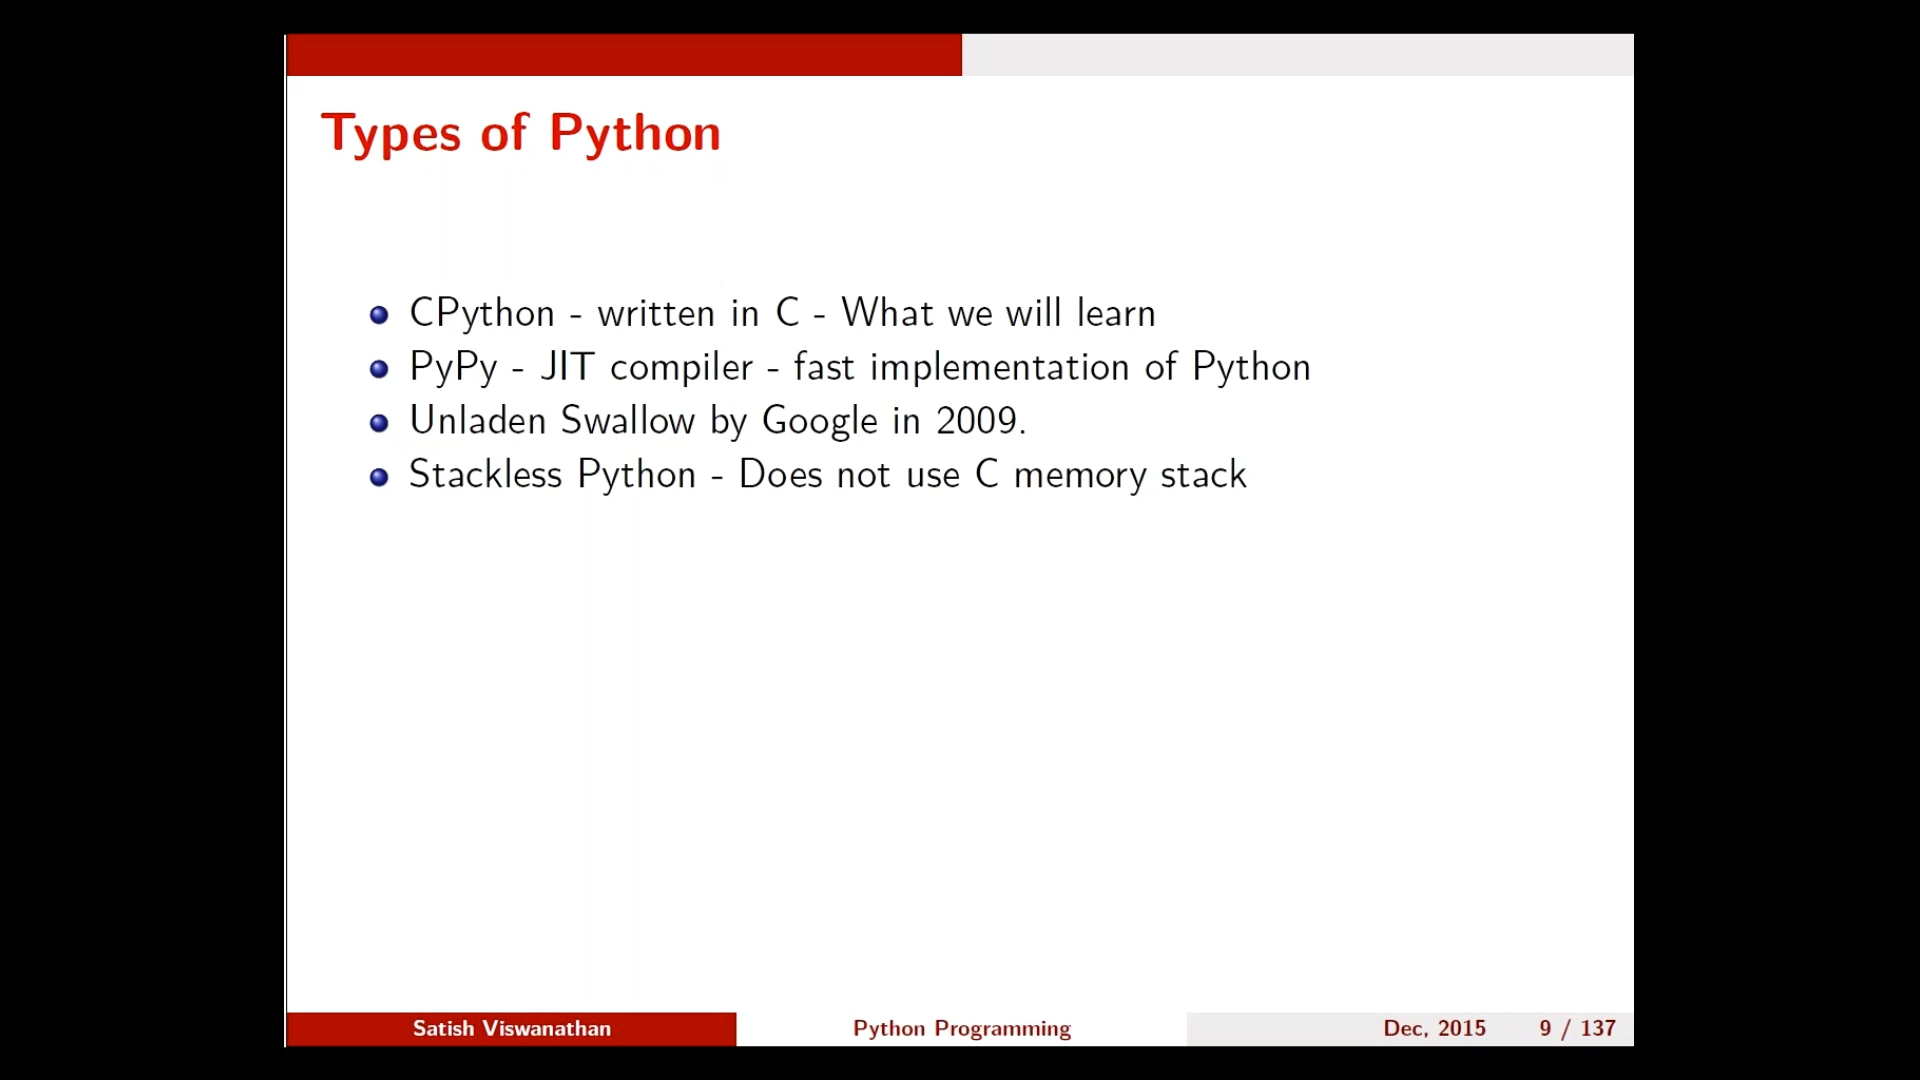 Types of Python
CPython - written in C - What we will learn
PyPy - JIT compiler - fast implementation of Python
Unladen Swallow by Google in 2009.
Stackless Python - Does not use C memory stack
Satish Viswanathan Python Programming Dec, 2015 9 / 137